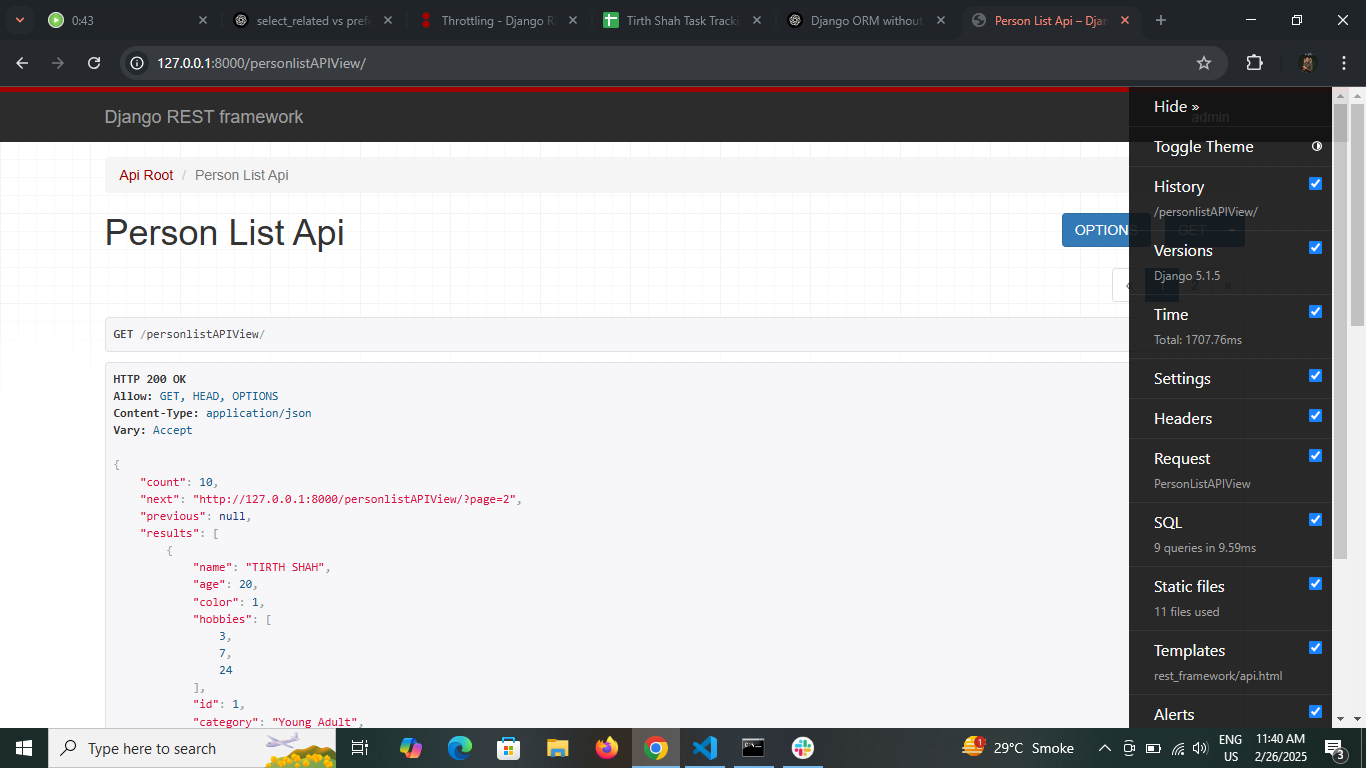 0:43
select_related vs pref
Throttling - Django R
Tirth Shah Task Tracki
Django ORM without
Person List Api – Djan
127.0.0.1:8000/personlistAPIView/
Django REST framework
admin
Hide »
Api Root / Person List Api
Toggle Theme
Person List Api
OPTIONS
GET
History
/personlistAPIView/
Versions
Django 5.1.5
« 1 2 »
Time
Total: 1707.76ms
GET /personlistAPIView/
Settings
Headers
Request
PersonListAPIView
SQL
9 queries in 9.59ms
Static files
11 files used
Templates
rest_framework/api.html
Alerts
HTTP 200 OK
Allow: GET, HEAD, OPTIONS
Content-Type: application/json
Vary: Accept
{
"count": 10,
"next": "http://127.0.0.1:8000/personlistAPIView/?page=2",
"previous": null,
"results": [
{
"name": "TIRTH SHAH",
"age": 20,
"color": 1,
"hobbies": [
3,
7,
24
],
"id": 1,
"category": "Young Adult",
Type here to search
1
29°C Smoke
ENG
US
11:40 AM
2/26/2025
3